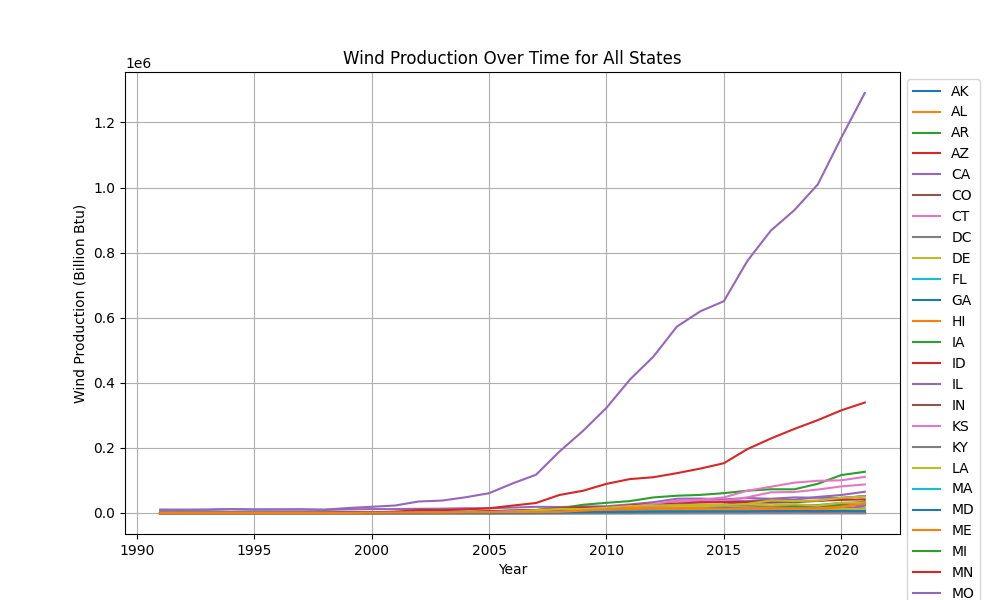 Wind Production Over Time for All States
1e6
Wind Production (Billion Btu)
1.2
1.0
0.8
0.6
0.4
0.2
0.0
1990 1995 2000 2005 2010 2015 2020
Year
AK
AL
AR
AZ
CA
CO
CT
DC
DE
FL
GA
HI
IA
ID
IL
IN
KS
KY
LA
MA
MD
ME
MI
MN
MO